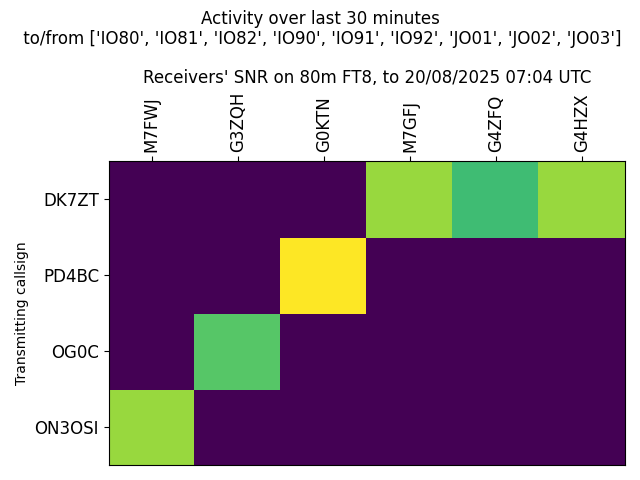 Activity over last 30 minutes
to/from ['IO80', 'IO81', 'IO82', 'IO90', 'IO91', 'IO92', 'JO01', 'JO02', 'JO03']
Receivers' SNR on 80m FT8, to 20/08/2025 07:04 UTC
M7FWJ
G3ZQH
G0KTN
M7GFJ
G4ZFQ
G4HZX
Transmitting callsign
DK7ZT
PD4BC
OG0C
ON3OSI